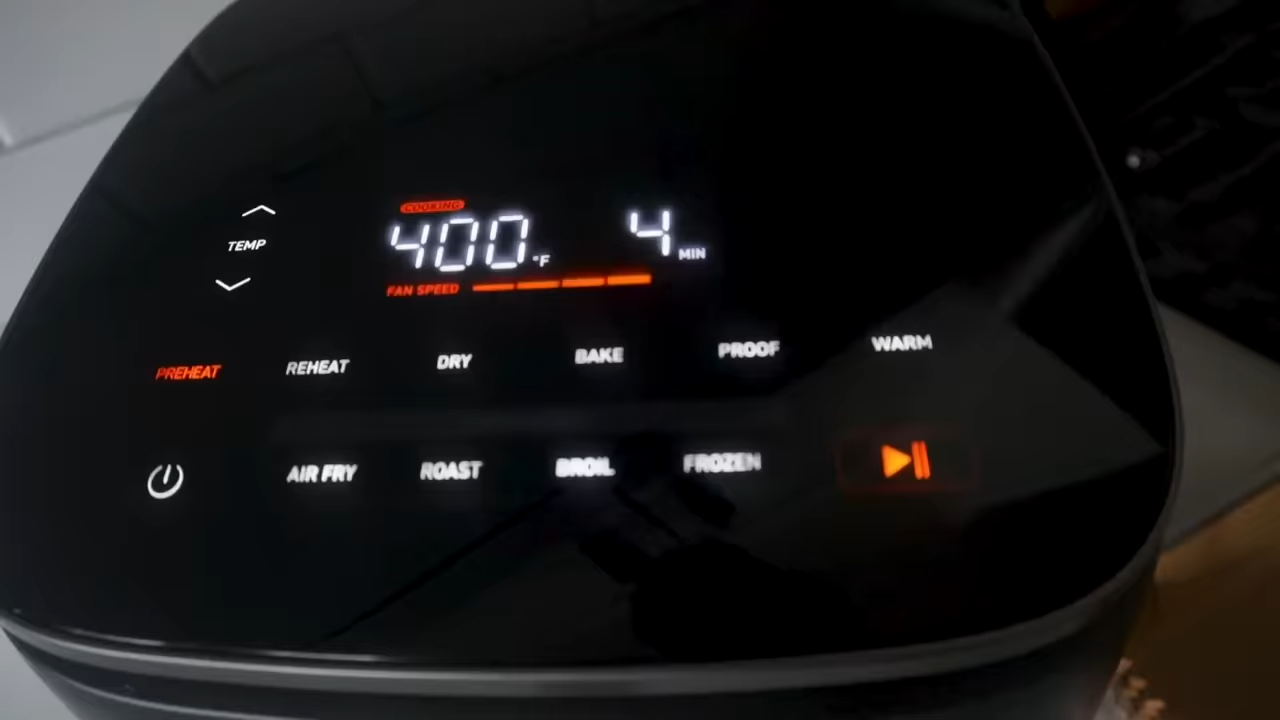 COOKING
TEMP 400 °F 4 MIN
FAN SPEED
PREHEAT REHEAT DRY BAKE PROOF WARM
AIR FRY ROAST BROIL FROZEN